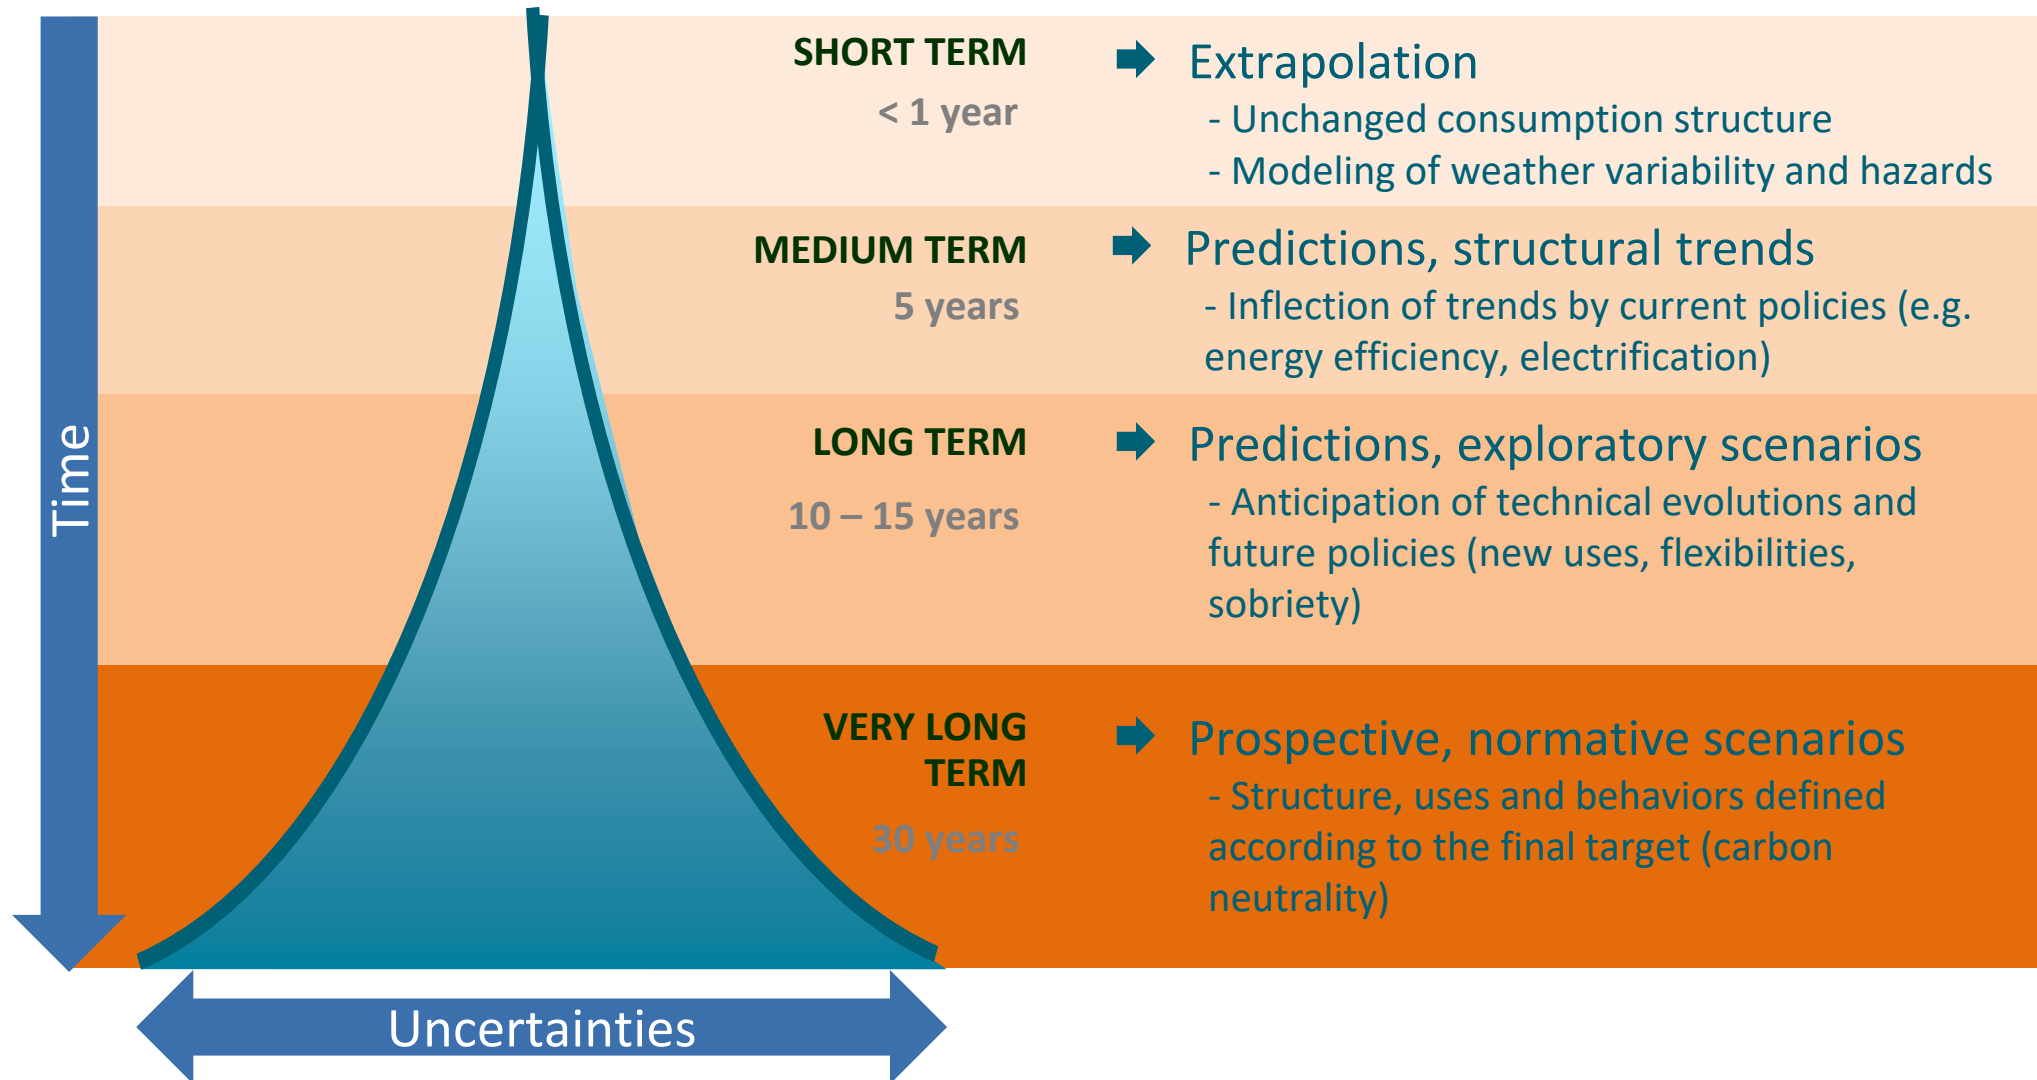 Time
SHORT TERM
< 1 year
Extrapolation
- Unchanged consumption structure
- Modeling of weather variability and hazards
MEDIUM TERM
5 years
Predictions, structural trends
- Inflection of trends by current policies (e.g.
energy efficiency, electrification)
LONG TERM
10 – 15 years
Predictions, exploratory scenarios
- Anticipation of technical evolutions and
future policies (new uses, flexibilities,
sobriety)
VERY LONG
TERM
30 years
Prospective, normative scenarios
- Structure, uses and behaviors defined
according to the final target (carbon
neutrality)
Uncertainties